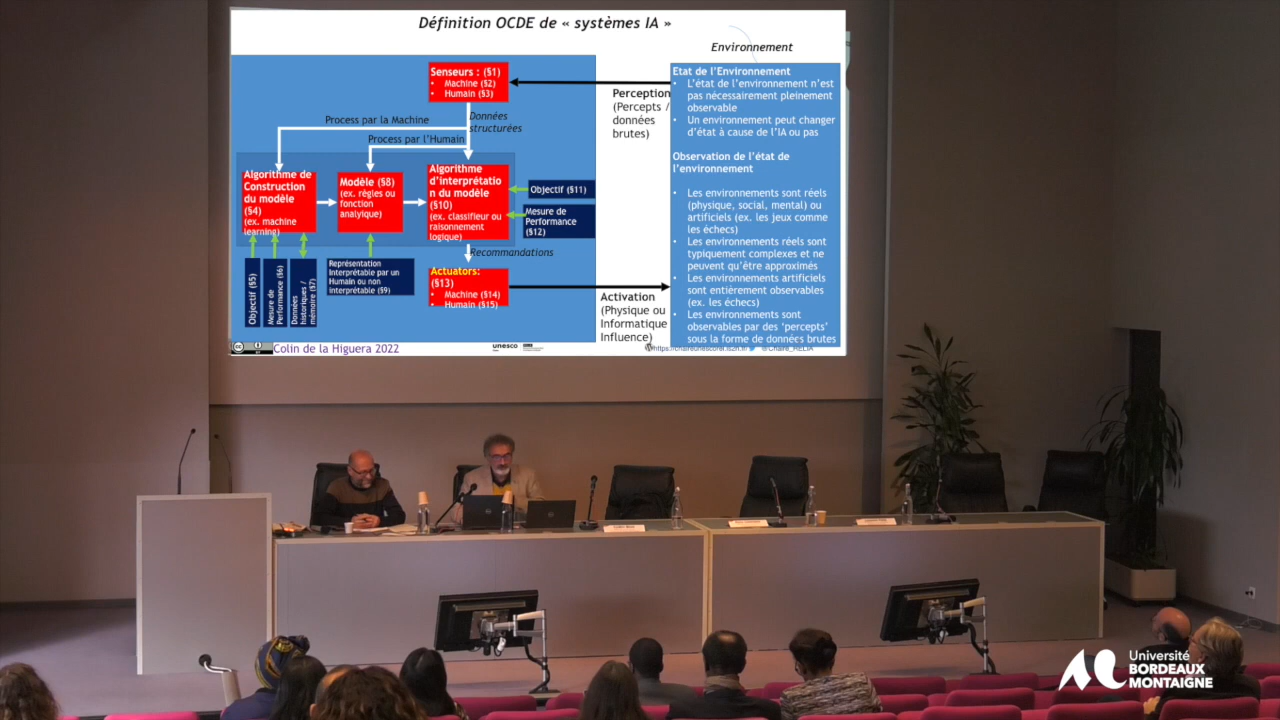 Définition OCDE de « systèmes IA »
Environnement
Senseurs : (§1)
• Machine (§2)
• Humain (§3)
Perception
(Percepts /
données
brutes)
Données
structurées
Process par la Machine
Process par l'Humain
Algorithme de
Construction
du modèle
(§4)
(ex. machine
learning)
Modèle (§8)
(ex. régles ou
fonction
analyique)
Algorithme
d'interprétatio
n du modèle
(§10)
(ex. classifieur ou
raisonnement
logique)
Objectif (§11)
Mesure de
Performance
(§12)
Recommandations
Objectif (§5)
Mesure de
Performance (§6)
Données
historiques /
mémoire (§7)
Représentation
Interprétable par un
Humain ou non
interprétable (§9)
Actuators:
(§13)
• Machine (§14)
• Humain (§15)
Activation
(Physique ou
Informatique
Influence)
Etat de l'Environnement
• L'état de l'environnement n'est
pas nécessairement pleinement
observable
• Un environnement peut changer
d'état à cause de l'IA ou pas
Observation de l'état de
l'environnement
• Les environnements sont réels
(physique, social, mental) ou
artificiels (ex. les jeux comme
les échecs)
• Les environnements réels sont
typiquement complexes et ne
peuvent qu'être approximés
• Les environnements artificiels
sont entièrement observables
(ex. les échecs)
• Les environnements sont
observables par des 'percepts'
sous la forme de données brutes
Colin de la Higuera 2022
unesco
Université
BORDEAUX
MONTAIGNE